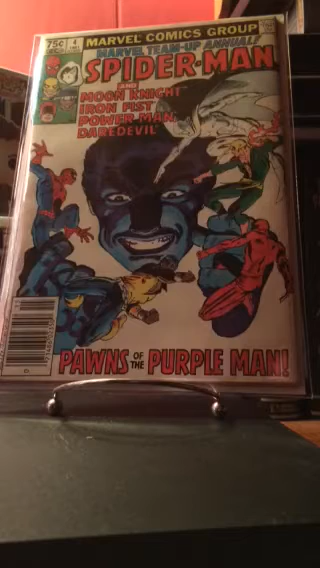 75¢
4
MARVEL COMICS GROUP
MARVEL TEAM-UP ANNUAL!
SPIDER-MAN
AND
MOON KNIGHT
IRON FIST
POWER MAN
DAREDEVIL
PAWNS OF THE PURPLE MAN!